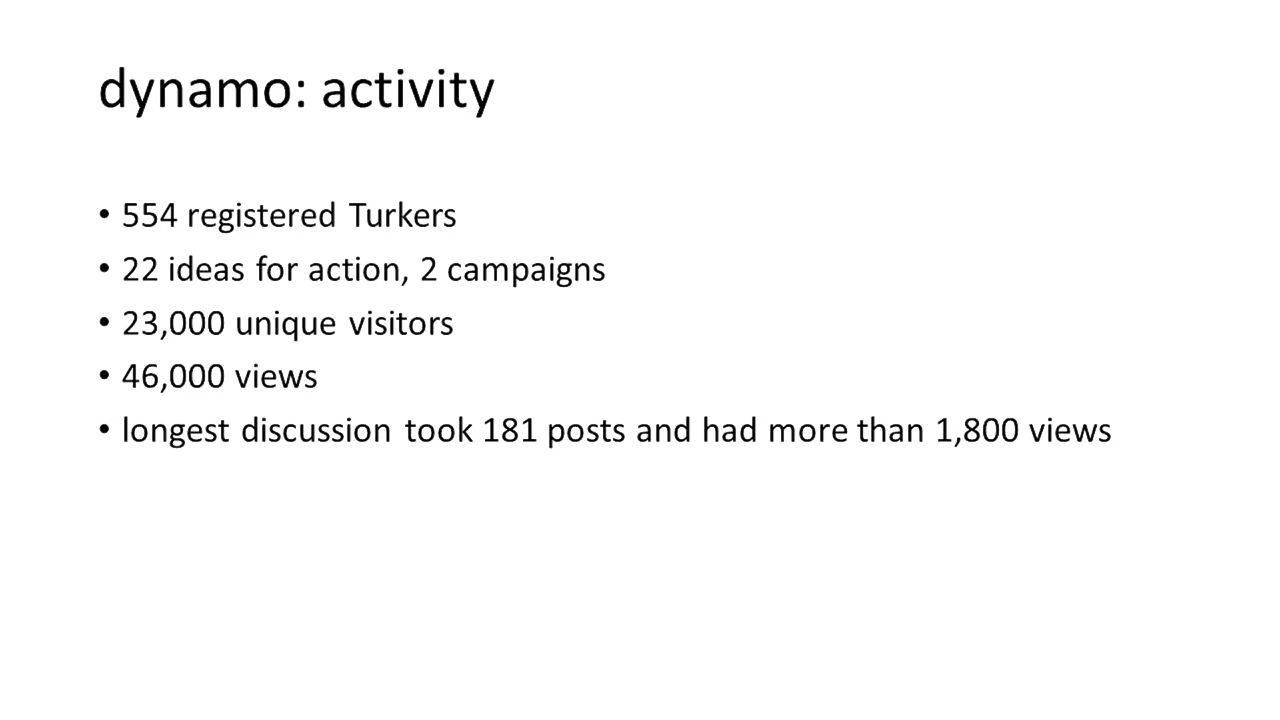 dynamo: activity
• 554 registered Turkers
• 22 ideas for action, 2 campaigns
• 23,000 unique visitors
• 46,000 views
• longest discussion took 181 posts and had more than 1,800 views